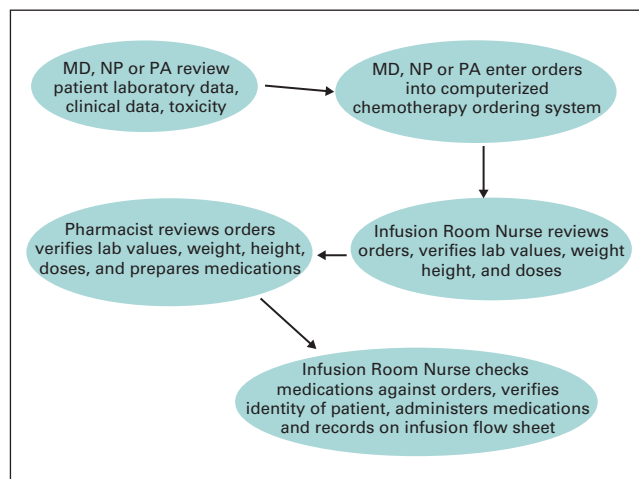 MD, NP or PA review
patient laboratory data,
clinical data, toxicity
MD, NP or PA enter orders
into computerized
chemotherapy ordering system
Infusion Room Nurse reviews
orders, verifies lab values, weight
height, and doses
Pharmacist reviews orders
verifies lab values, weight, height,
doses, and prepares medications
Infusion Room Nurse checks
medications against orders, verifies
identity of patient, administers medications
and records on infusion flow sheet